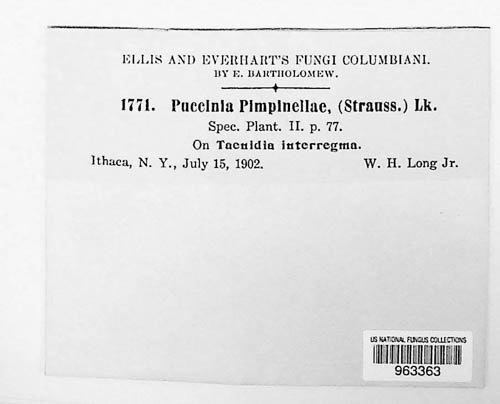 ELLIS AND EVERHART'S FUNGI COLUMBIANI.
BY E. BARTHOLOMEW.
1771. Puccinia Pimpinellae, (Strauss.) Lk.
Spec. Plant. II. p. 77.
On Taenidia interregma.
Ithaca, N. Y., July 15, 1902. W. H. Long Jr.
US NATIONAL FUNGUS COLLECTIONS
963363